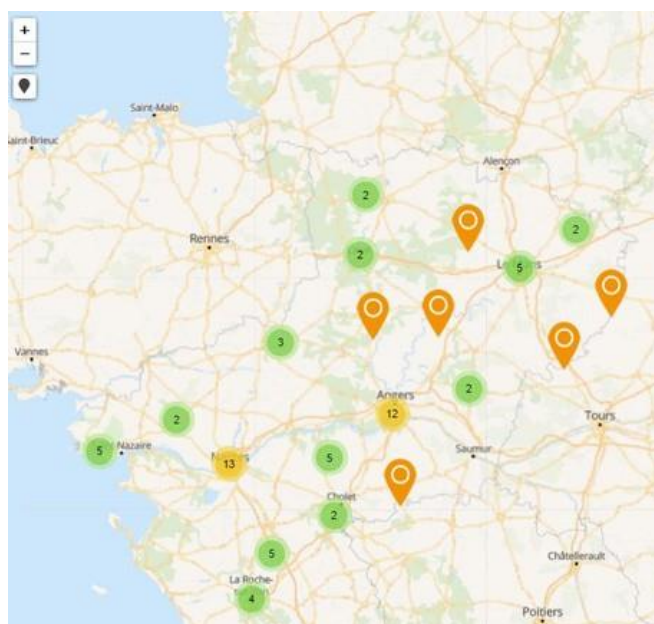 +
−
Saint-Malo
Saint-Brieuc
Alençon
2
2
Rennes
2
5
3
Vannes
2
Angers
12
2
Tours
5
Nazaire
13
5
Saumur
Cholet
2
5
Châtellerault
La Roche-
4
Poitiers